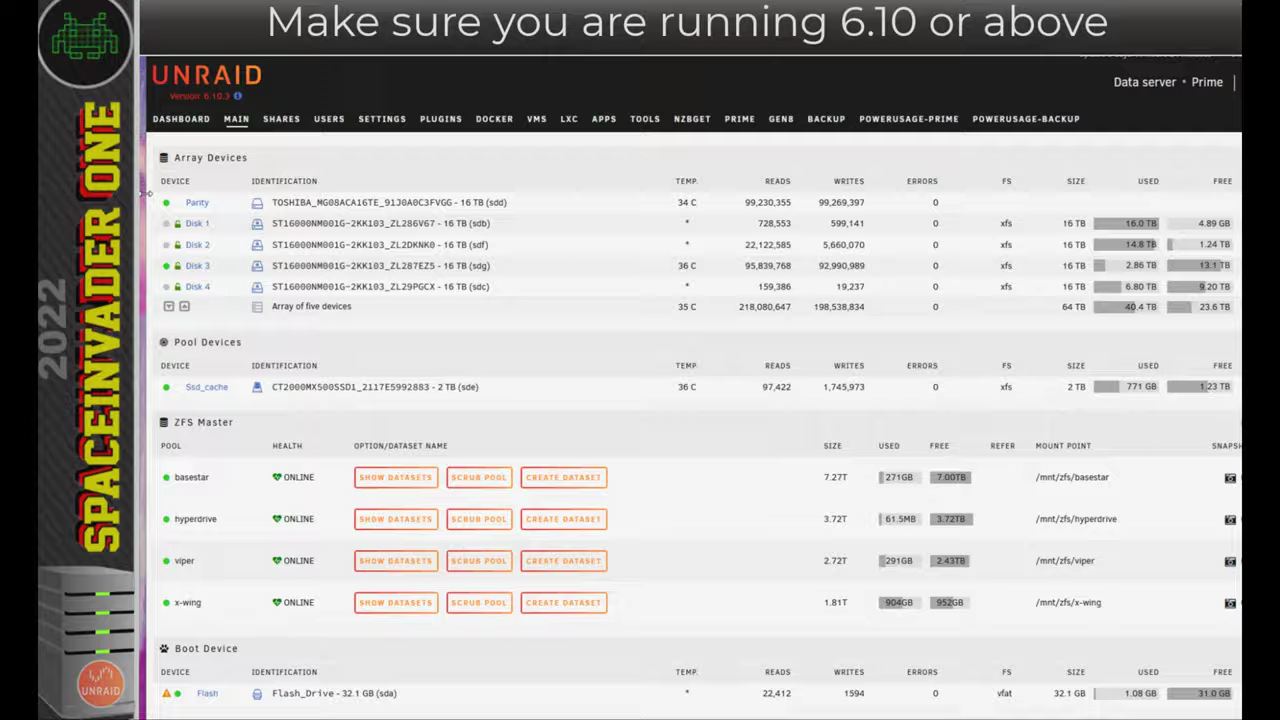 Make sure you are running 6.10 or above
2022
SPACEINVADER ONE
UNRAID
UNRAID
Version: 6.10.3
Data server • Prime
DASHBOARD MAIN SHARES USERS SETTINGS PLUGINS DOCKER VMS LXC APPS TOOLS NZBGET PRIME GEN8 BACKUP POWERUSAGE-PRIME POWERUSAGE-BACKUP
Array Devices
DEVICE IDENTIFICATION TEMP. READS WRITES ERRORS FS SIZE USED FREE
Parity TOSHIBA_MG08ACA16TE_91J0A0C3FVGG - 16 TB (sdd) 34 C 99,230,355 99,269,397 0
Disk 1 ST16000NM001G-2KK103_ZL286V67 - 16 TB (sdb) * 728,553 599,141 0 xfs 16 TB 16.0 TB 4.89 GB
Disk 2 ST16000NM001G-2KK103_ZL2DKNK0 - 16 TB (sdf) * 22,122,585 5,660,070 0 xfs 16 TB 14.8 TB 1.24 TB
Disk 3 ST16000NM001G-2KK103_ZL287EZ5 - 16 TB (sdg) 36 C 95,839,768 92,990,989 0 xfs 16 TB 2.86 TB 13.1 TB
Disk 4 ST16000NM001G-2KK103_ZL29PGCX - 16 TB (sdc) * 159,386 19,237 0 xfs 16 TB 6.80 TB 9.20 TB
Array of five devices 35 C 218,080,647 198,538,834 0 64 TB 40.4 TB 23.6 TB
Pool Devices
DEVICE IDENTIFICATION TEMP. READS WRITES ERRORS FS SIZE USED FREE
Ssd_cache CT2000MX500SSD1_2117E5992883 - 2 TB (sde) 36 C 97,422 1,745,973 0 xfs 2 TB 771 GB 1.23 TB
ZFS Master
POOL HEALTH OPTION/DATASET NAME SIZE USED FREE REFER MOUNT POINT SNAPS
basestar ONLINE SHOW DATASETS SCRUB POOL CREATE DATASET 7.27T 271GB 7.00TB /mnt/zfs/basestar
hyperdrive ONLINE SHOW DATASETS SCRUB POOL CREATE DATASET 3.72T 61.5MB 3.72TB /mnt/zfs/hyperdrive
viper ONLINE SHOW DATASETS SCRUB POOL CREATE DATASET 2.72T 291GB 2.43TB /mnt/zfs/viper
x-wing ONLINE SHOW DATASETS SCRUB POOL CREATE DATASET 1.81T 904GB 952GB /mnt/zfs/x-wing
Boot Device
DEVICE IDENTIFICATION TEMP. READS WRITES ERRORS FS SIZE USED FREE
Flash Flash_Drive - 32.1 GB (sda) * 22,412 1594 0 vfat 32.1 GB 1.08 GB 31.0 GB